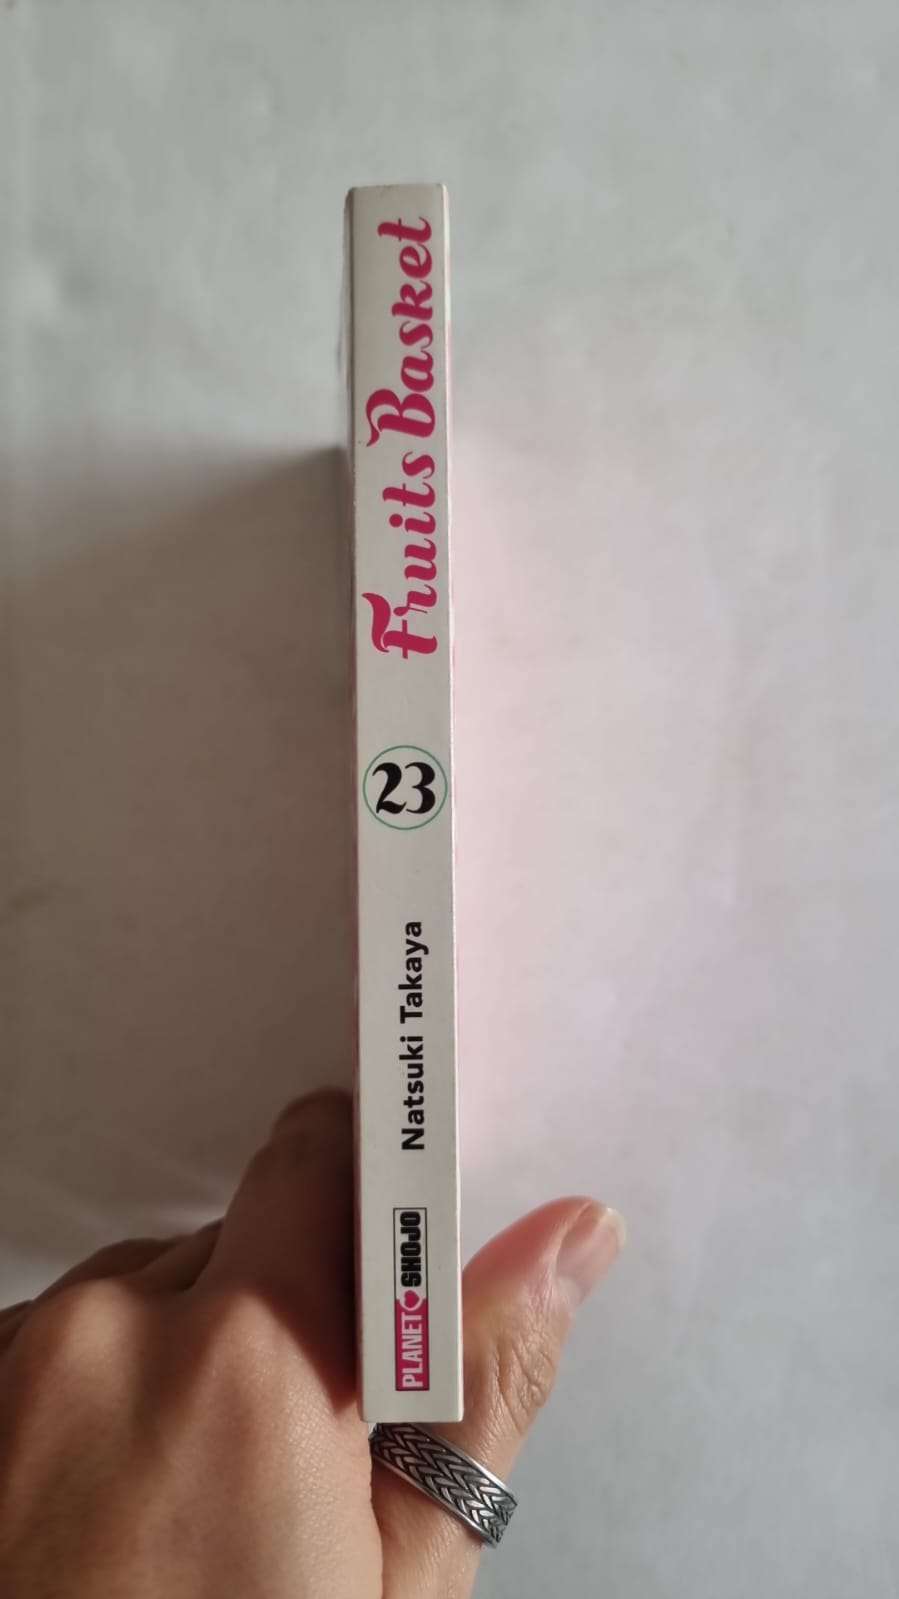 Fruits Basket
23
Natsuki Takaya
PLANET SHOJO